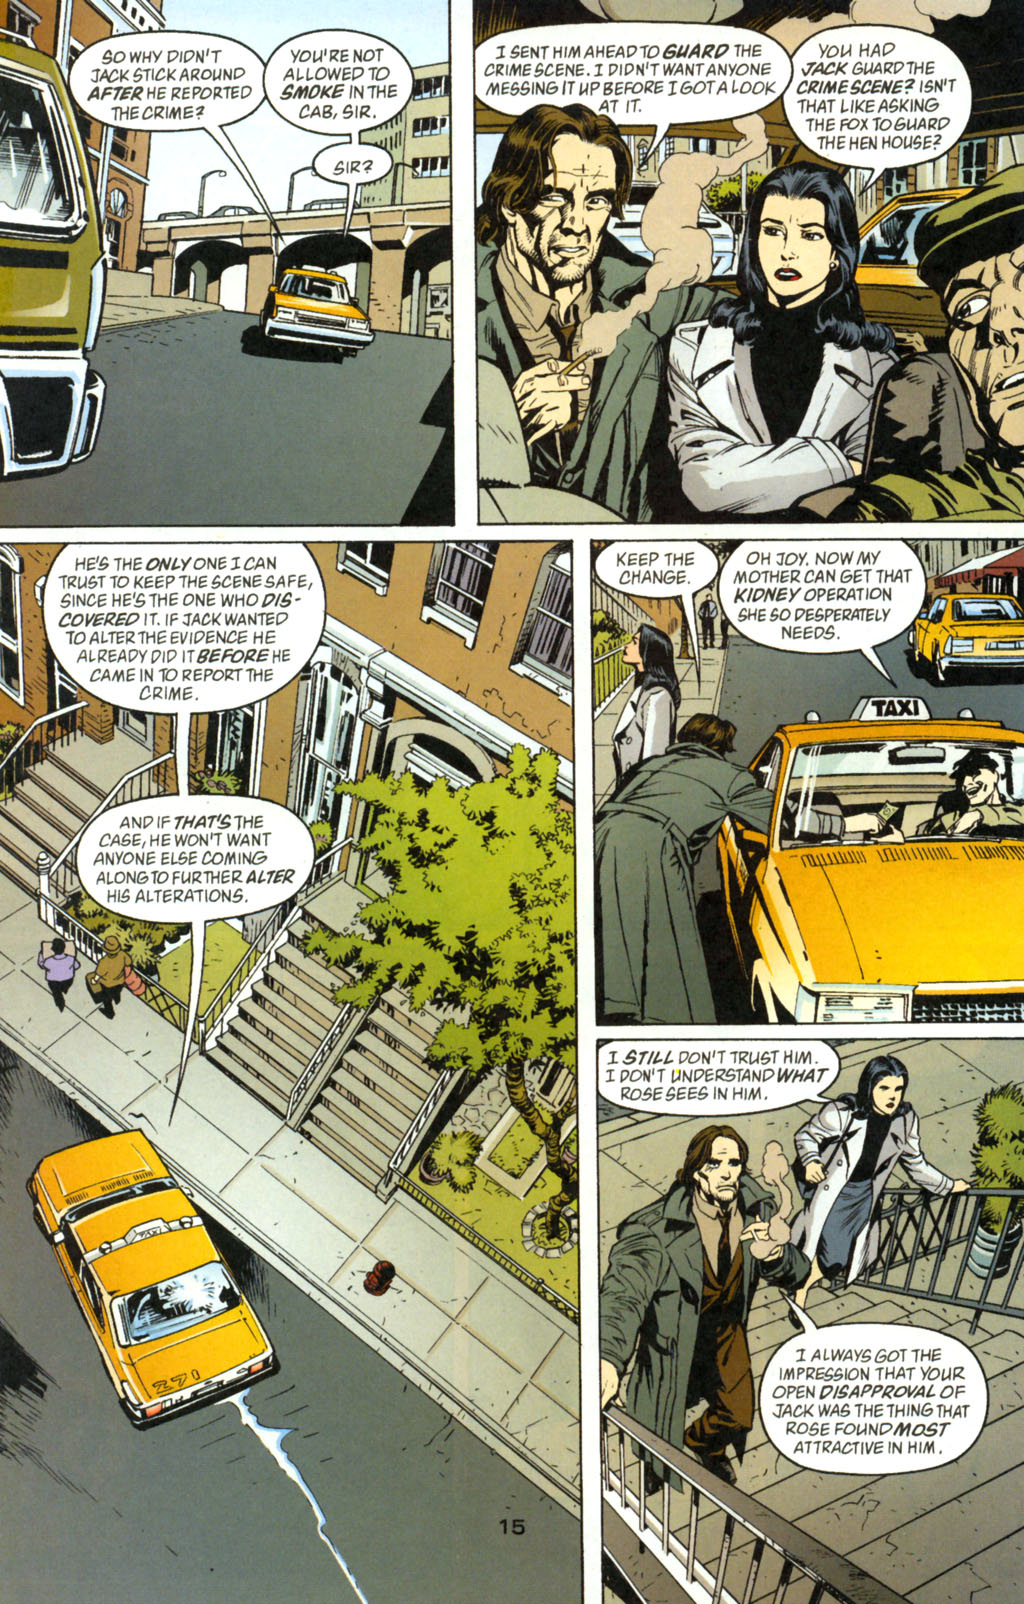 SO WHY DIDN'T
JACK STICK AROUND
AFTER HE REPORTED
THE CRIME?
YOU'RE NOT
ALLOWED TO
SMOKE IN THE
CAB, SIR.
SIR?
I SENT HIM AHEAD TO GUARD THE
CRIME SCENE. I DIDN'T WANT ANYONE
MESSING IT UP BEFORE I GOT A LOOK
AT IT.
YOU HAD
JACK GUARD THE
CRIME SCENE? ISN'T
THAT LIKE ASKING
THE FOX TO GUARD
THE HEN HOUSE?
HE'S THE ONLY ONE I CAN
TRUST TO KEEP THE SCENE SAFE,
SINCE HE'S THE ONE WHO DIS-
COVERED IT. IF JACK WANTED
TO ALTER THE EVIDENCE HE
ALREADY DID IT BEFORE HE
CAME IN TO REPORT THE
CRIME.
AND IF THAT'S THE
CASE, HE WON'T WANT
ANYONE ELSE COMING
ALONG TO FURTHER ALTER
HIS ALTERATIONS.
TAXI
271
KEEP THE
CHANGE.
OH JOY. NOW MY
MOTHER CAN GET THAT
KIDNEY OPERATION
SHE SO DESPERATELY
NEEDS.
TAXI
I STILL DON'T TRUST HIM.
I DON'T UNDERSTAND WHAT
ROSE SEES IN HIM.
I ALWAYS GOT THE
IMPRESSION THAT YOUR
OPEN DISAPPROVAL OF
JACK WAS THE THING THAT
ROSE FOUND MOST
ATTRACTIVE IN HIM.
15